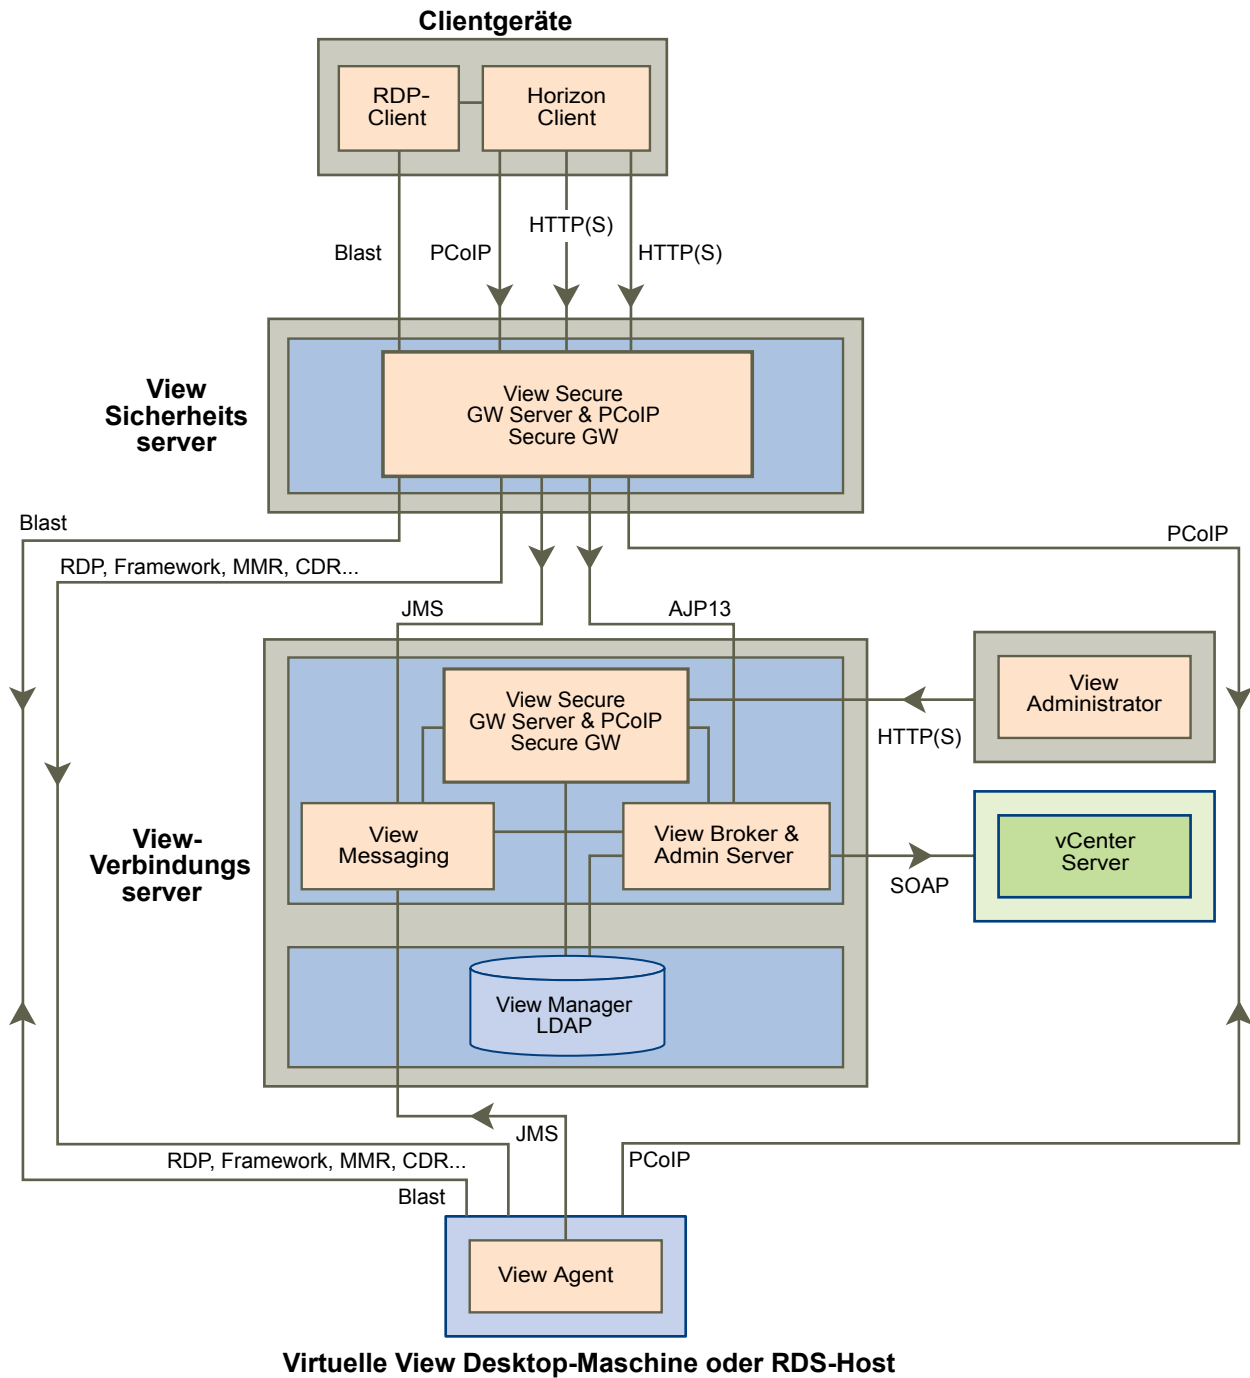 Clientgeräte
RDP-
Client
Horizon
Client
Blast
PCoIP
HTTP(S)
HTTP(S)
View
Sicherheits
server
View Secure
GW Server & PCoIP
Secure GW
Blast
RDP, Framework, MMR, CDR...
PCoIP
JMS
AJP13
View Secure
GW Server & PCoIP
Secure GW
View
Administrator
HTTP(S)
View-
Verbindungs
server
View
Messaging
View Broker &
Admin Server
vCenter
Server
SOAP
View Manager
LDAP
JMS
RDP, Framework, MMR, CDR...
PCoIP
Blast
View Agent
Virtuelle View Desktop-Maschine oder RDS-Host